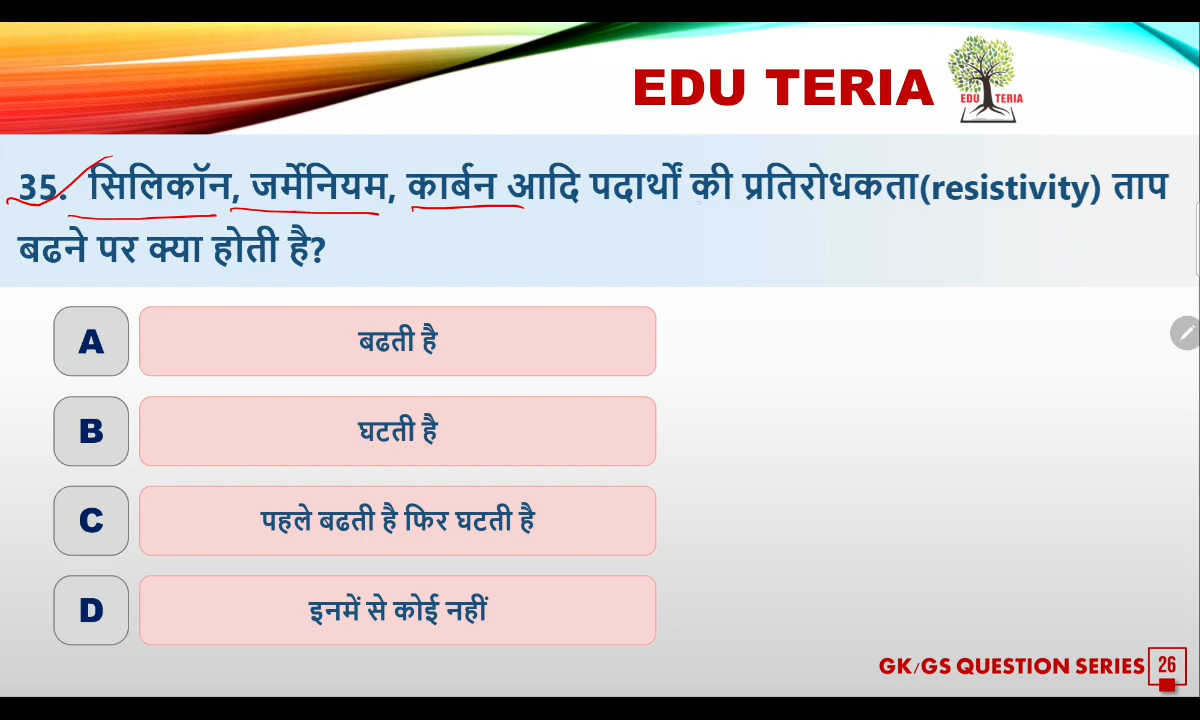 EDU TERIA
EDU TERIA
35. सिलिकॉन, जर्मेनियम, कार्बन आदि पदार्थों की प्रतिरोधकता(resistivity) ताप
बढने पर क्या होती है?
A बढती है
B घटती है
C पहले बढती है फिर घटती है
D इनमें से कोई नहीं
GK/GS QUESTION SERIES 26